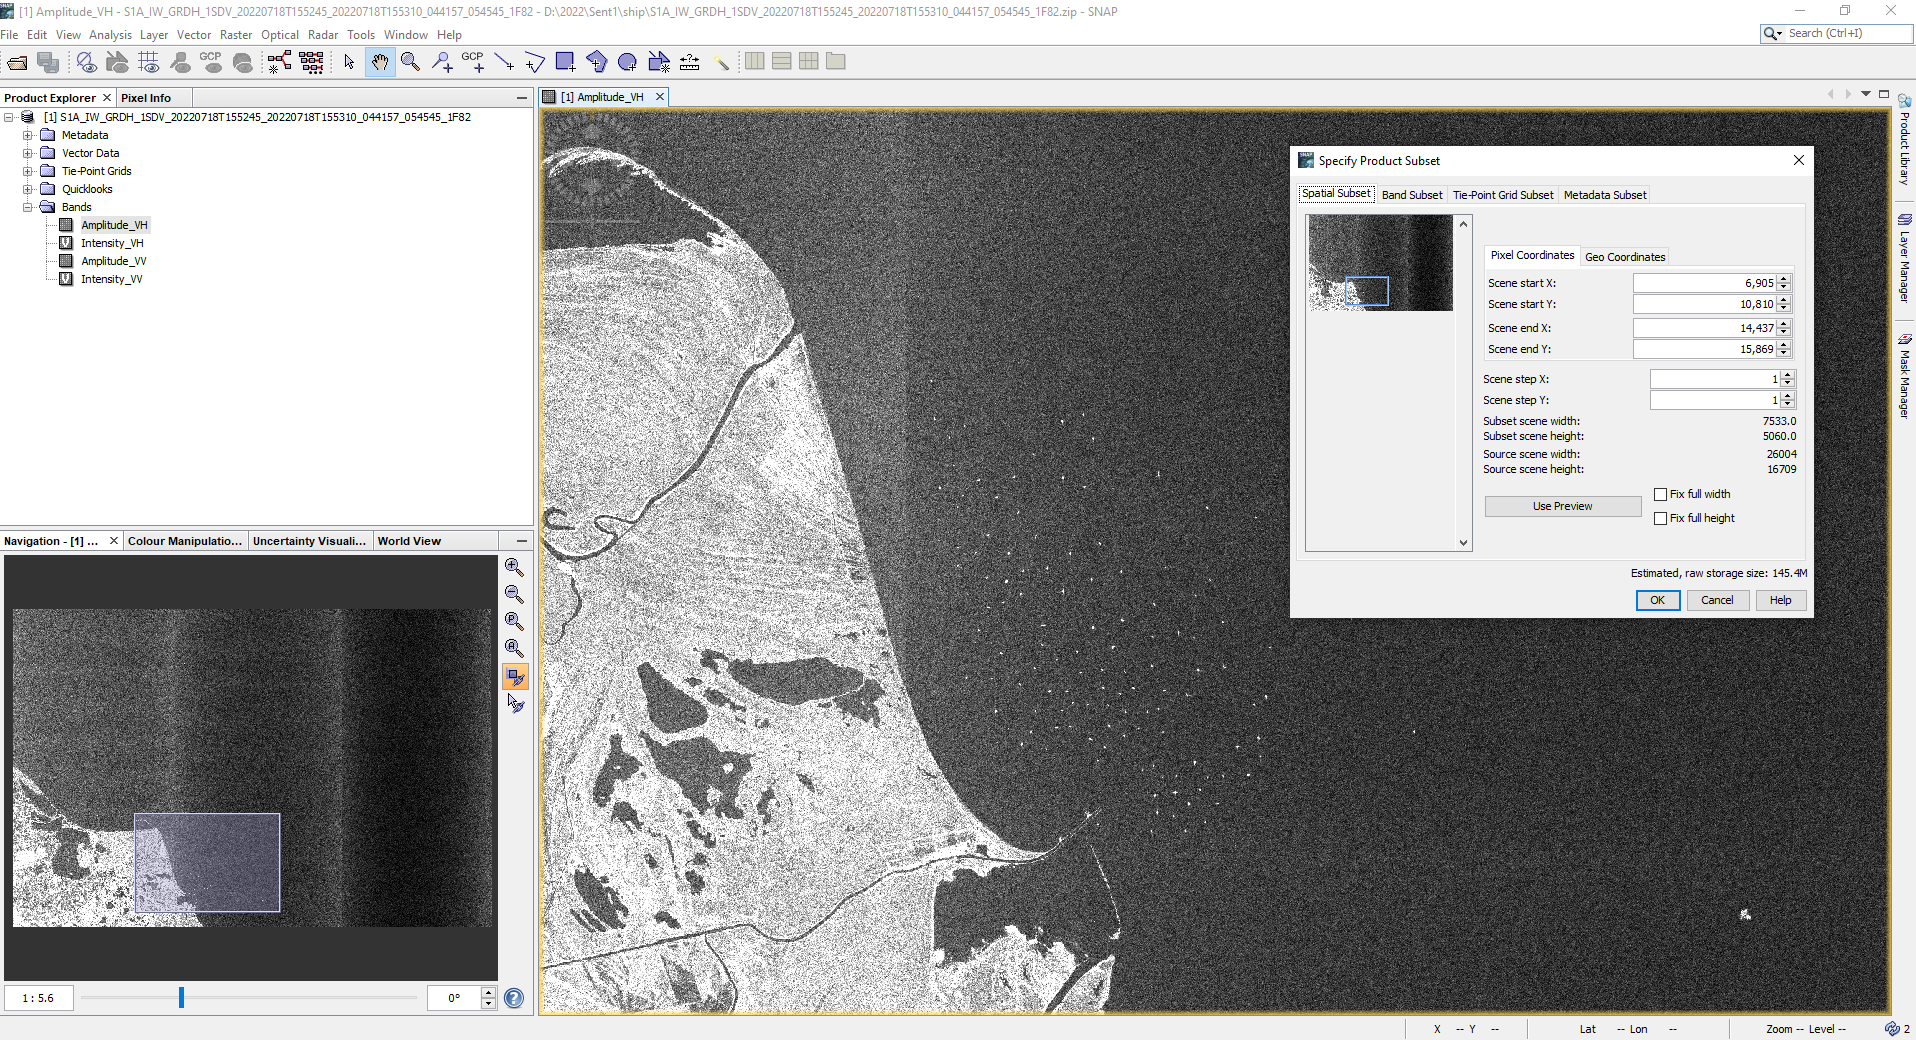 [1] Amplitude_VH - S1A_IW_GRDH_1SDV_20220718T155245_20220718T155310_044157_054545_1F82 - D:\2022\Sent1\ship\S1A_IW_GRDH_1SDV_20220718T155245_20220718T155310_044157_054545_1F82.zip - SNAP
File Edit View Analysis Layer Vector Raster Optical Radar Tools Window Help
Search (Ctrl+I)
GCP GCP
Product Explorer Pixel Info
[1] Amplitude_VH
[1] S1A_IW_GRDH_1SDV_20220718T155245_20220718T155310_044157_054545_1F82
Metadata
Vector Data
Tie-Point Grids
Quicklooks
Bands
Amplitude_VH
Intensity_VH
Amplitude_VV
Intensity_VV
Navigation - [1] ... Colour Manipulatio... Uncertainty Visuali... World View
1 : 5.6
0°
Specify Product Subset
Spatial Subset Band Subset Tie-Point Grid Subset Metadata Subset
Pixel Coordinates Geo Coordinates
Scene start X: 6,905
Scene start Y: 10,810
Scene end X: 14,437
Scene end Y: 15,869
Scene step X: 1
Scene step Y: 1
Subset scene width: 7533.0
Subset scene height: 5060.0
Source scene width: 26004
Source scene height: 16709
Use Preview
Fix full width
Fix full height
Estimated, raw storage size: 145.4M
OK Cancel Help
Product Library
Layer Manager
Mask Manager
X -- Y -- Lat -- Lon -- Zoom -- Level -- 2